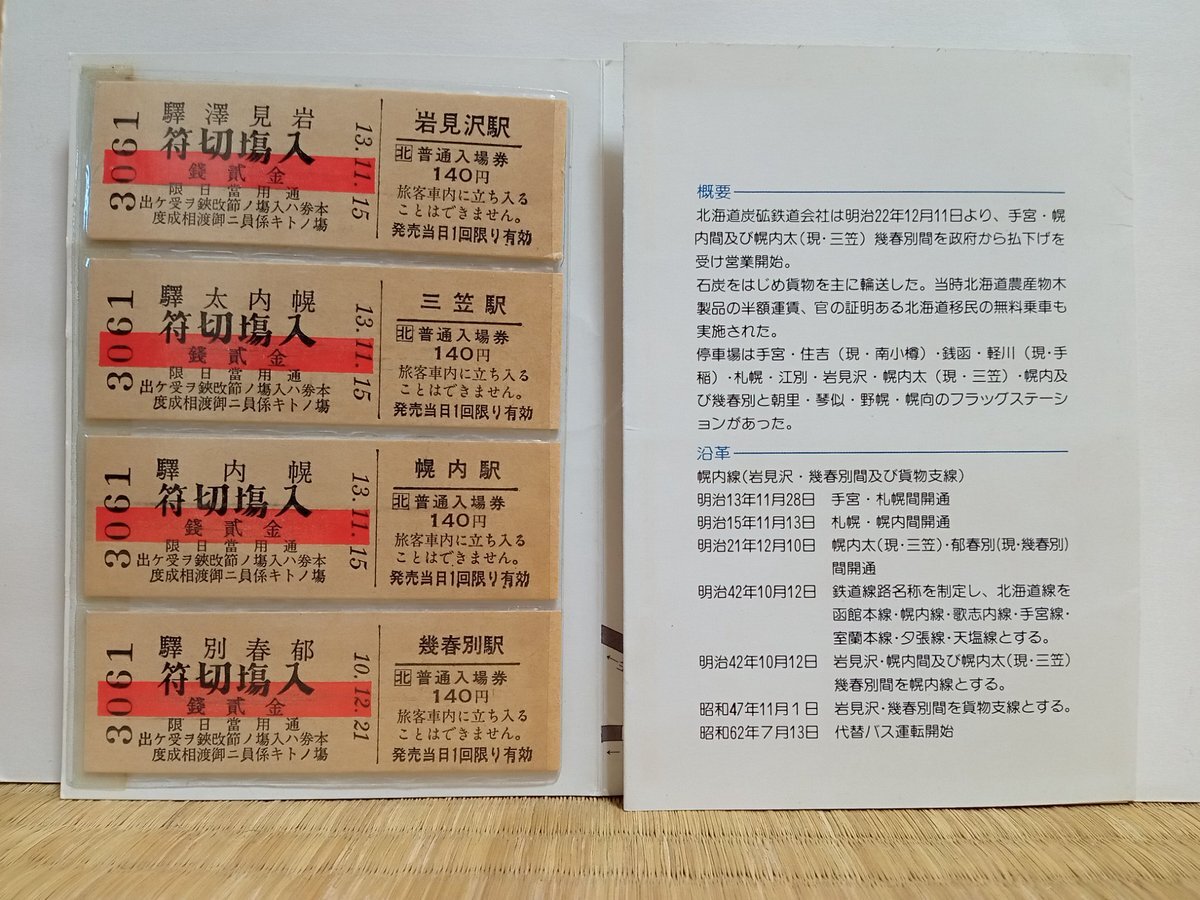 3061
岩見澤驛
入塲切符
金貳錢
通用當日限
本券ハ入塲ノ節改鋏ヲ受ケ出
塲ノトキ係員ニ御渡相成度
13.11.15
岩見沢駅
北 普通入場券
140円
旅客車内に立ち入る
ことはできません。
発売当日1回限り有効
3061
幌内太驛
入塲切符
金貳錢
通用當日限
本券ハ入塲ノ節改鋏ヲ受ケ出
塲ノトキ係員ニ御渡相成度
13.11.15
三笠駅
北 普通入場券
140円
旅客車内に立ち入る
ことはできません。
発売当日1回限り有効
3061
幌内驛
入塲切符
金貳錢
通用當日限
本券ハ入塲ノ節改鋏ヲ受ケ出
塲ノトキ係員ニ御渡相成度
13.11.15
幌内駅
北 普通入場券
140円
旅客車内に立ち入る
ことはできません。
発売当日1回限り有効
3061
郁春別驛
入塲切符
金貳錢
通用當日限
本券ハ入塲ノ節改鋏ヲ受ケ出
塲ノトキ係員ニ御渡相成度
10.12.21
幾春別駅
北 普通入場券
140円
旅客車内に立ち入る
ことはできません。
発売当日1回限り有効
概要
北海道炭砿鉄道会社は明治22年12月11日より、手宮・幌
内間及び幌内太(現・三笠）幾春別間を政府から払下げを
受け営業開始。
石炭をはじめ貨物を主に輸送した。当時北海道農産物木
製品の半額運賃、官の証明ある北海道移民の無料乗車も
実施された。
停車場は手宮・住吉（現・南小樽）・銭函・軽川（現・手
稲）・札幌・江別・岩見沢・幌内太（現・三笠）・幌内及
び幾春別と朝里・琴似・野幌・幌向のフラッグステーシ
ョンがあった。
沿革
幌内線(岩見沢・幾春別間及び貨物支線)
明治13年11月28日 手宮・札幌間開通
明治15年11月13日 札幌・幌内間開通
明治21年12月10日 幌内太(現・三笠)・郁春別(現・幾春別)
間開通
明治42年10月12日 鉄道線路名称を制定し、北海道線を
函館本線・幌内線・歌志内線・手宮線・
室蘭本線・夕張線・天塩線とする。
明治42年10月12日 岩見沢・幌内間及び幌内太(現・三笠)
幾春別間を幌内線とする。
昭和47年11月1日 岩見沢・幾春別間を貨物支線とする。
昭和62年7月13日 代替バス運転開始